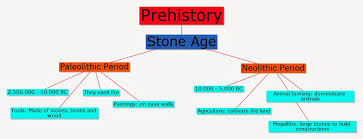 Prehistory
Stone Age
Paleolithic Period
Neolithic Period
2,500,000 - 10,000 BC
They used fire
Tools: Made of stones, bones and
wood
Paintings: on cave walls
10,000 - 5,000 BC
Animal farming: domesticate
animals
Agriculture: cultivate the land
Megaliths: large stones to build
constructions